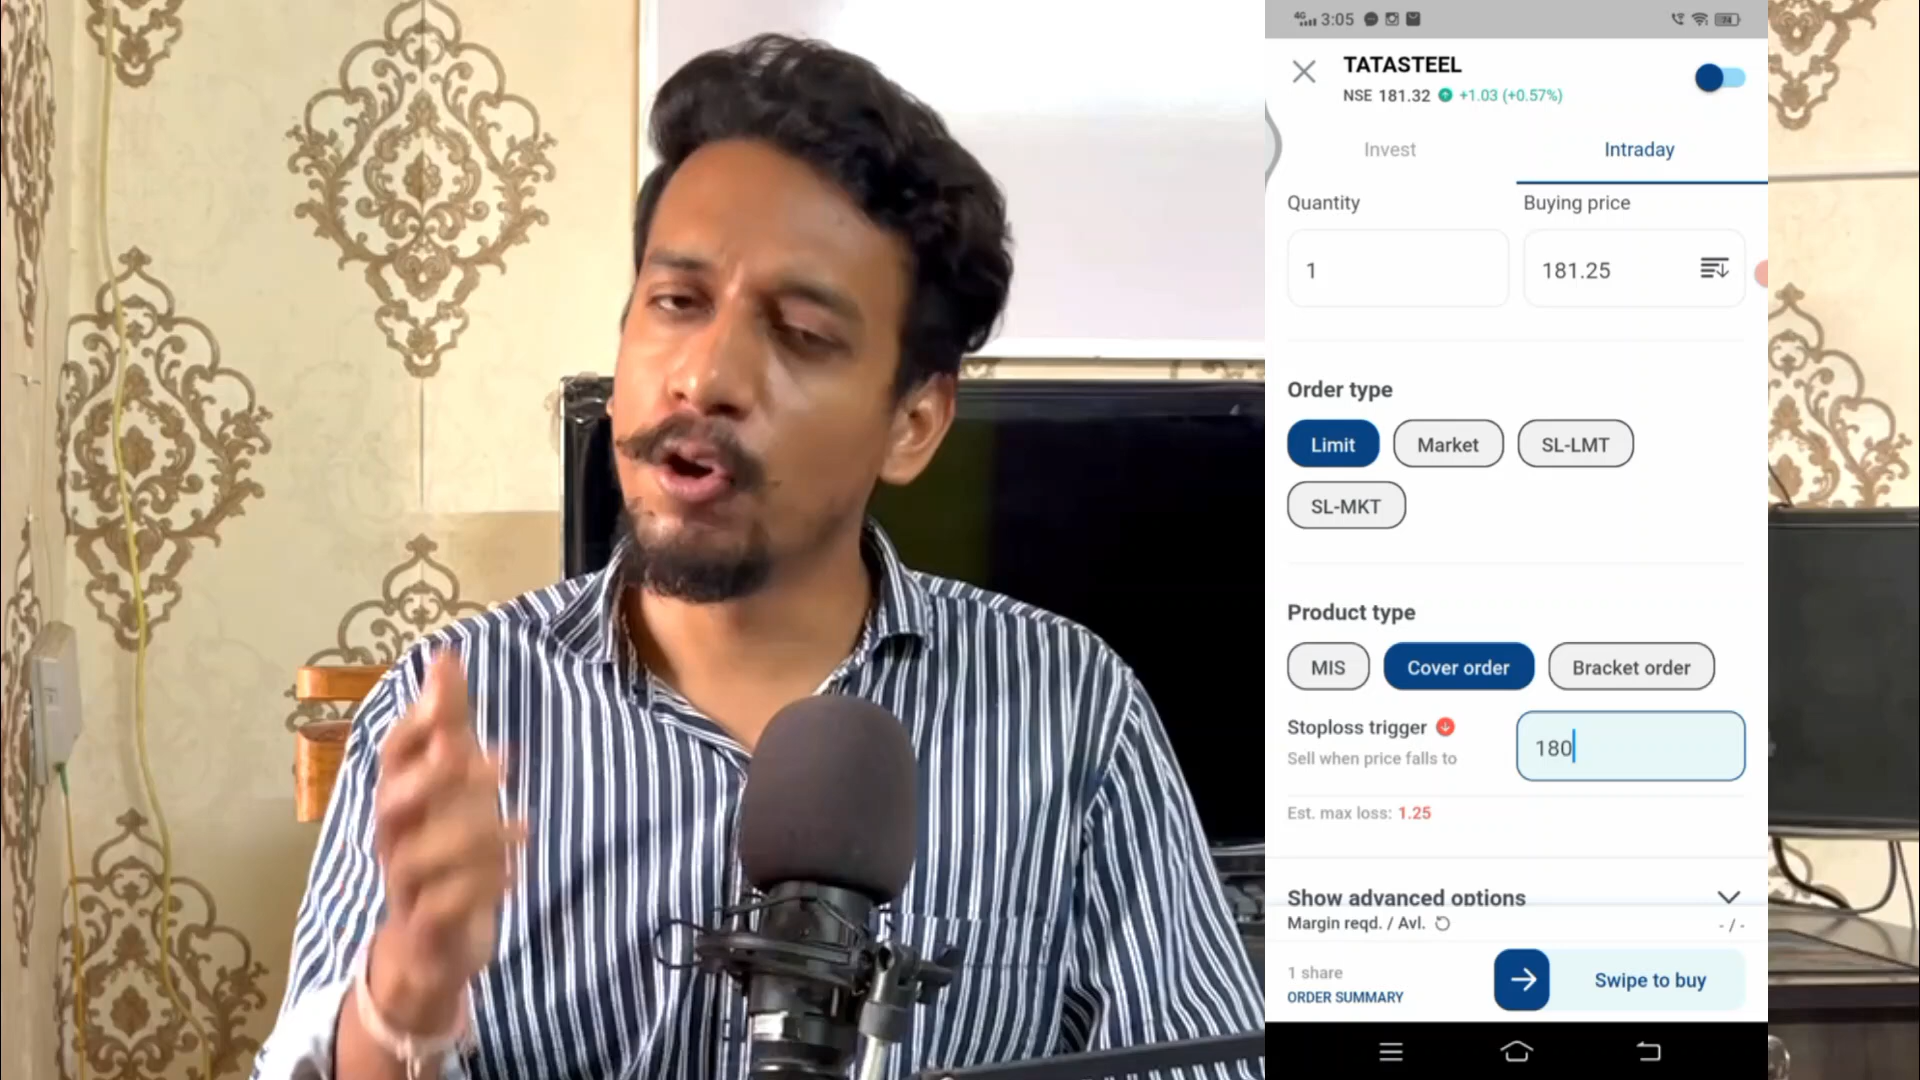 4G 3:05
TATASTEEL
NSE 181.32 +1.03 (+0.57%)
Invest
Intraday
Quantity
Buying price
1
181.25
Order type
Limit
Market
SL-LMT
SL-MKT
Product type
MIS
Cover order
Bracket order
Stoploss trigger
Sell when price falls to
180
Est. max loss: 1.25
Show advanced options
Margin reqd. / Avl.
- / -
1 share
ORDER SUMMARY
Swipe to buy